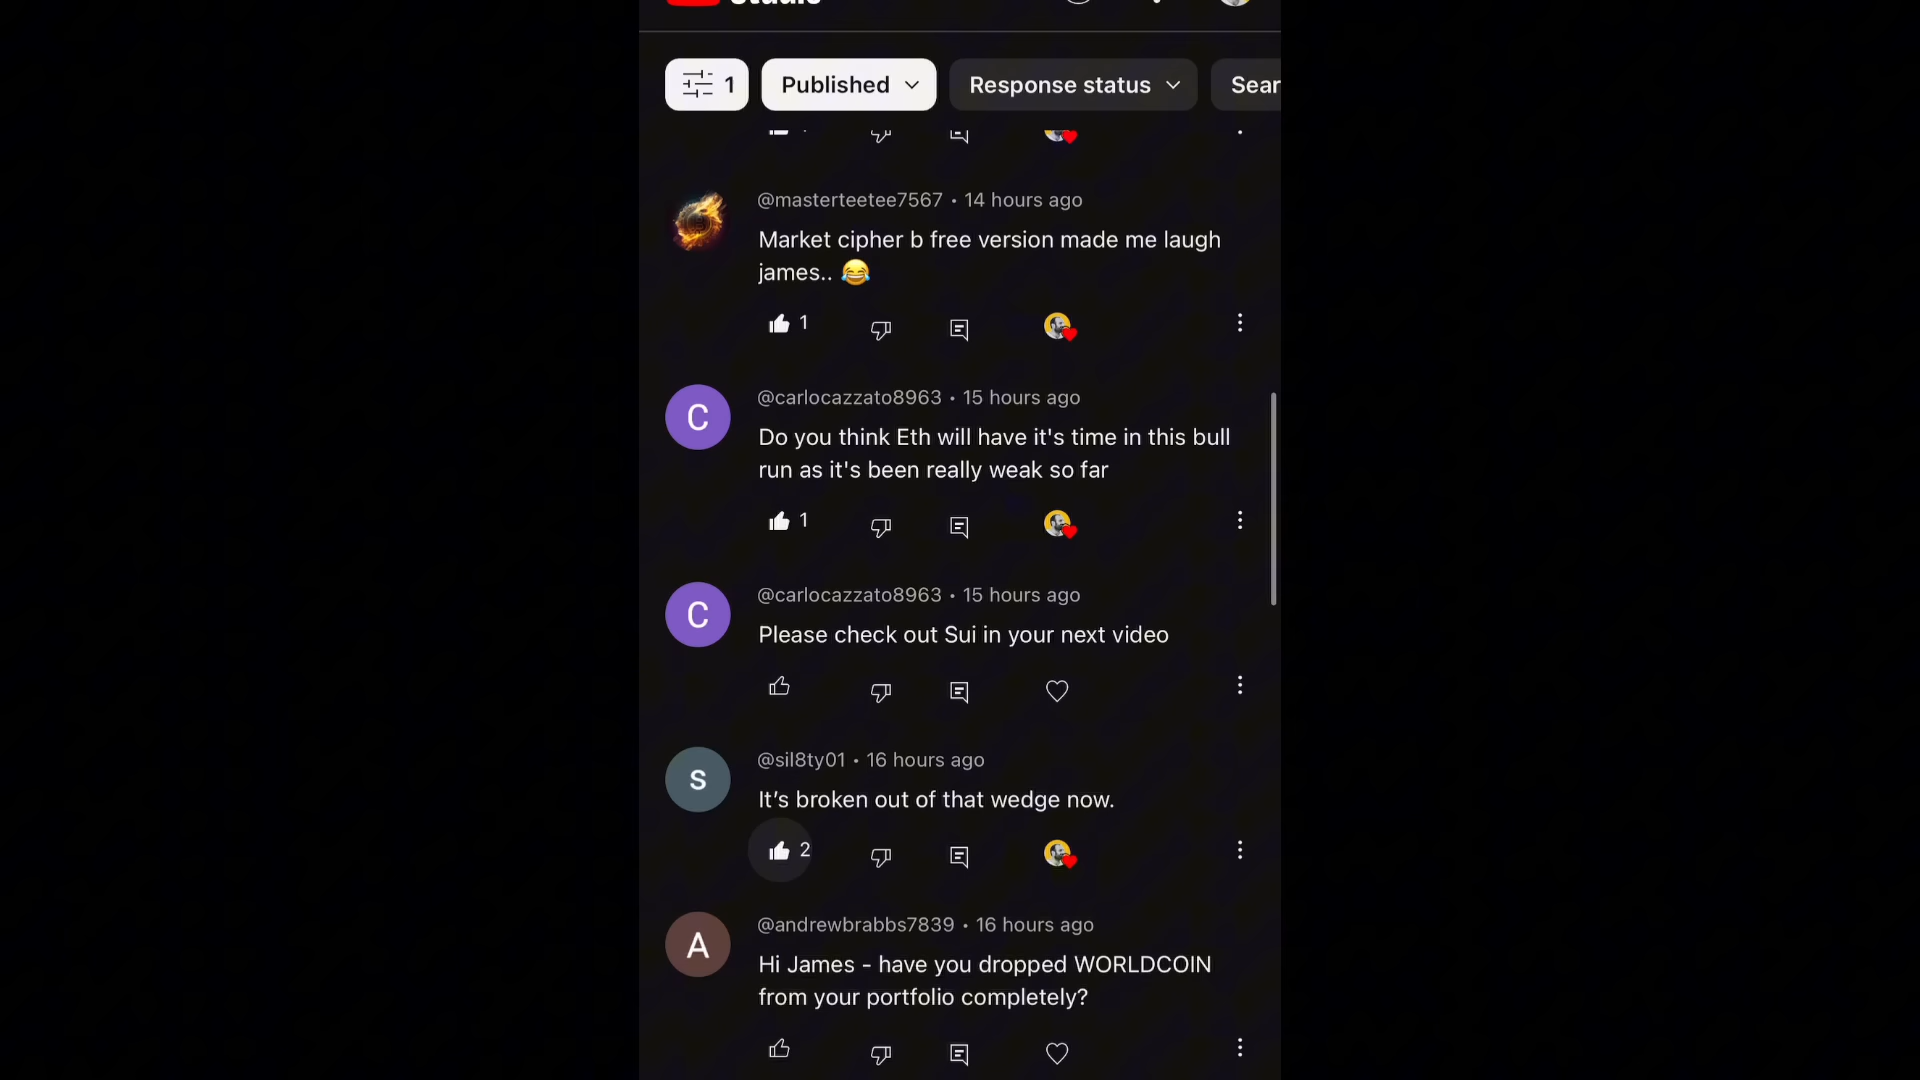 Studio
1
Published
Response status
Sear
@masterteetee7567 • 14 hours ago
Market cipher b free version made me laugh
james.. 😂
1
@carlocazzato8963 • 15 hours ago
C
Do you think Eth will have it's time in this bull
run as it's been really weak so far
1
@carlocazzato8963 • 15 hours ago
C
Please check out Sui in your next video
@sil8ty01 • 16 hours ago
s
It’s broken out of that wedge now.
2
@andrewbrabbs7839 • 16 hours ago
A
Hi James - have you dropped WORLDCOIN
from your portfolio completely?